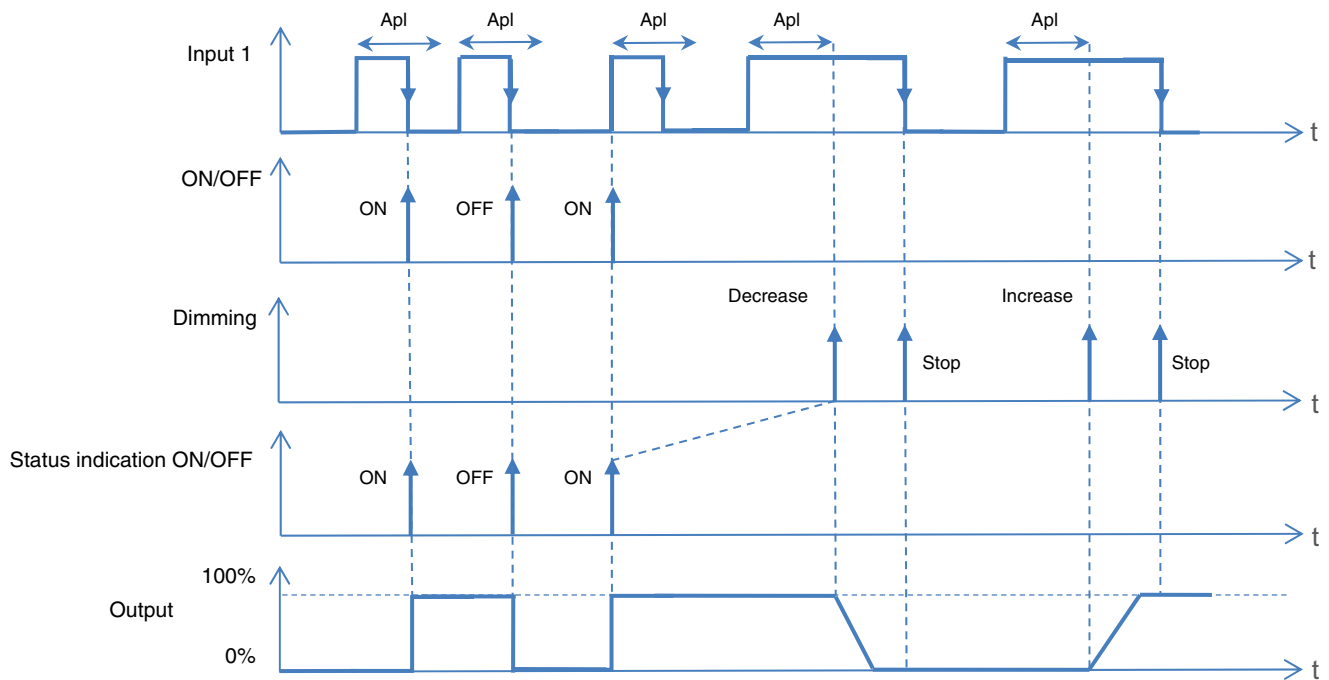 Apl Apl Apl Apl Apl
Input 1
t
ON/OFF
ON OFF ON
t
Decrease Increase
Dimming
Stop Stop
t
Status indication ON/OFF
ON OFF ON
t
100%
Output
0%
t